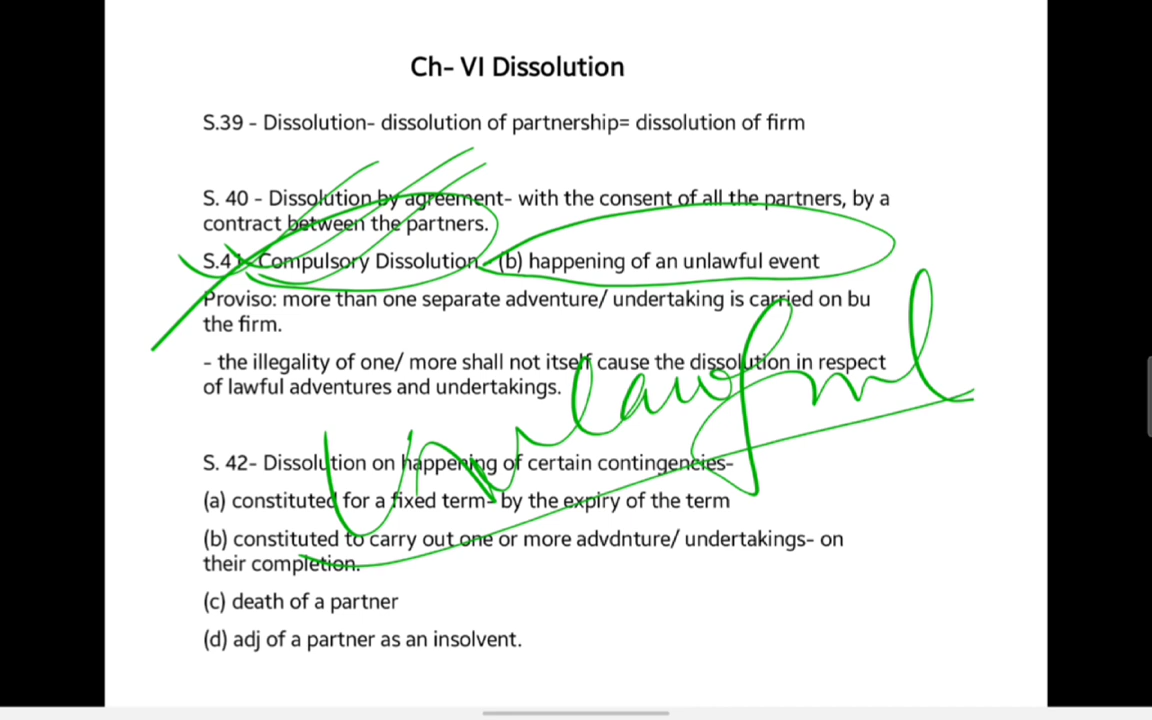 Ch- VI Dissolution
S.39 - Dissolution- dissolution of partnership= dissolution of firm
S. 40 - Dissolution by agreement- with the consent of all the partners, by a
contract between the partners.
S.41 Compulsory Dissolution- (b) happening of an unlawful event
Proviso: more than one separate adventure/ undertaking is carried on bu
the firm.
- the illegality of one/ more shall not itself cause the dissolution in respect
of lawful adventures and undertakings.
Unlawful
S. 42- Dissolution on happening of certain contingencies-
(a) constituted for a fixed term- by the expiry of the term
(b) constituted to carry out one or more advdnture/ undertakings- on
their completion.
(c) death of a partner
(d) adj of a partner as an insolvent.